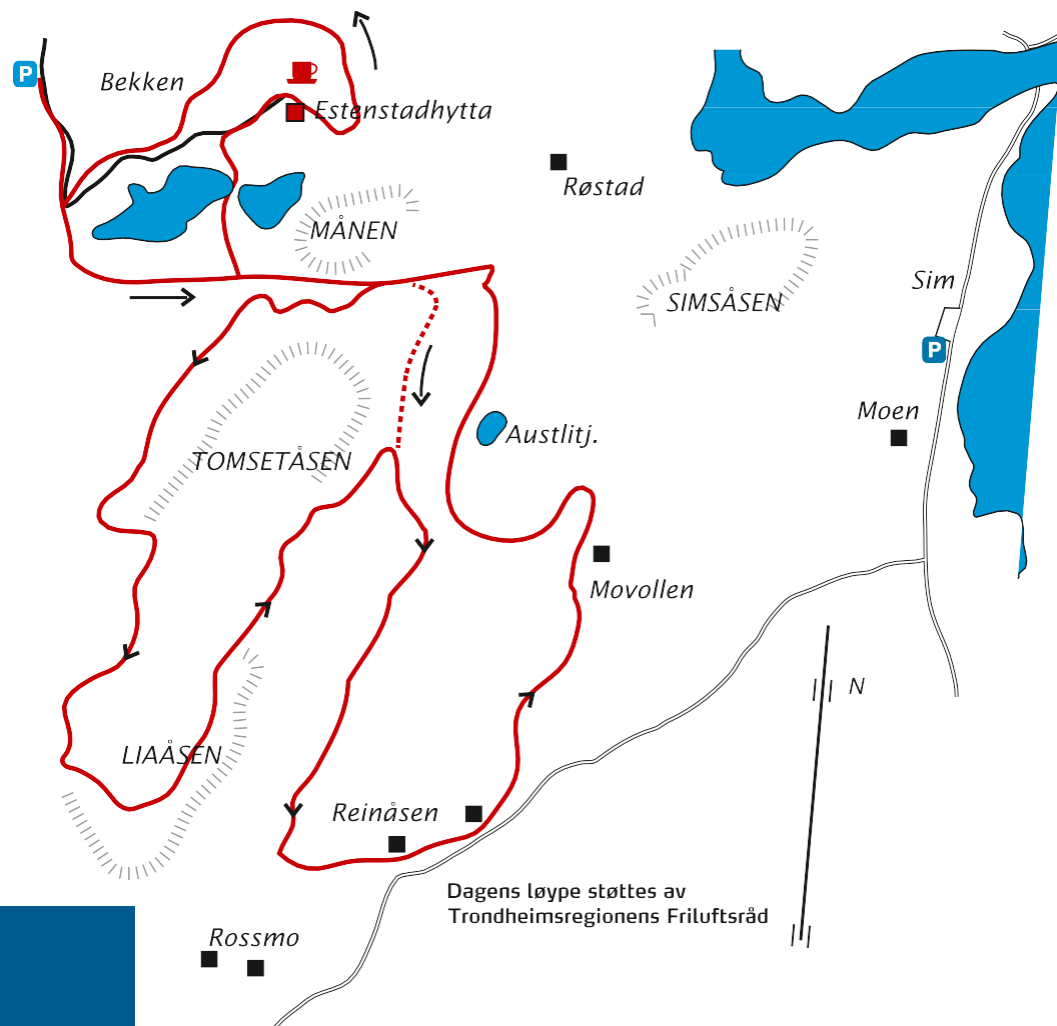 P
Bekken
Estenstadhytta
Røstad
MÅNEN
Sim
SIMSÅSEN
P
Moen
Austlitj.
TOMSETÅSEN
Movollen
N
LIAÅSEN
Reinåsen
Dagens løype støttes av
Trondheimsregionens Friluftsråd
Rossmo